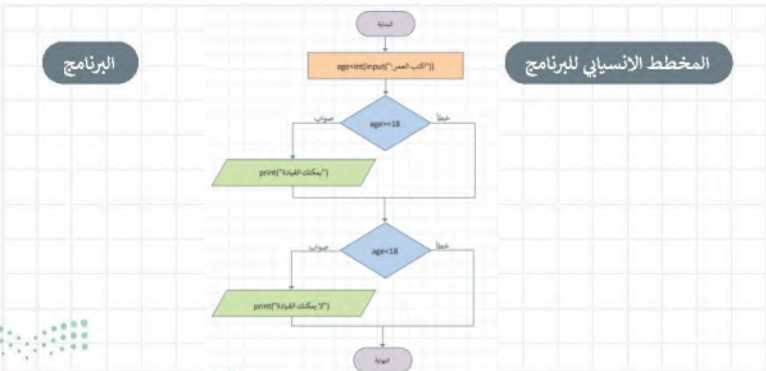 المخطط الانسيابي للبرنامج
البرنامج
البداية
age=int(input("اكتب العمر:"))
age>=18
صواب
خطأ
print("يمكنك القيادة")
age<18
صواب
خطأ
print("لا يمكنك القيادة")
النهاية